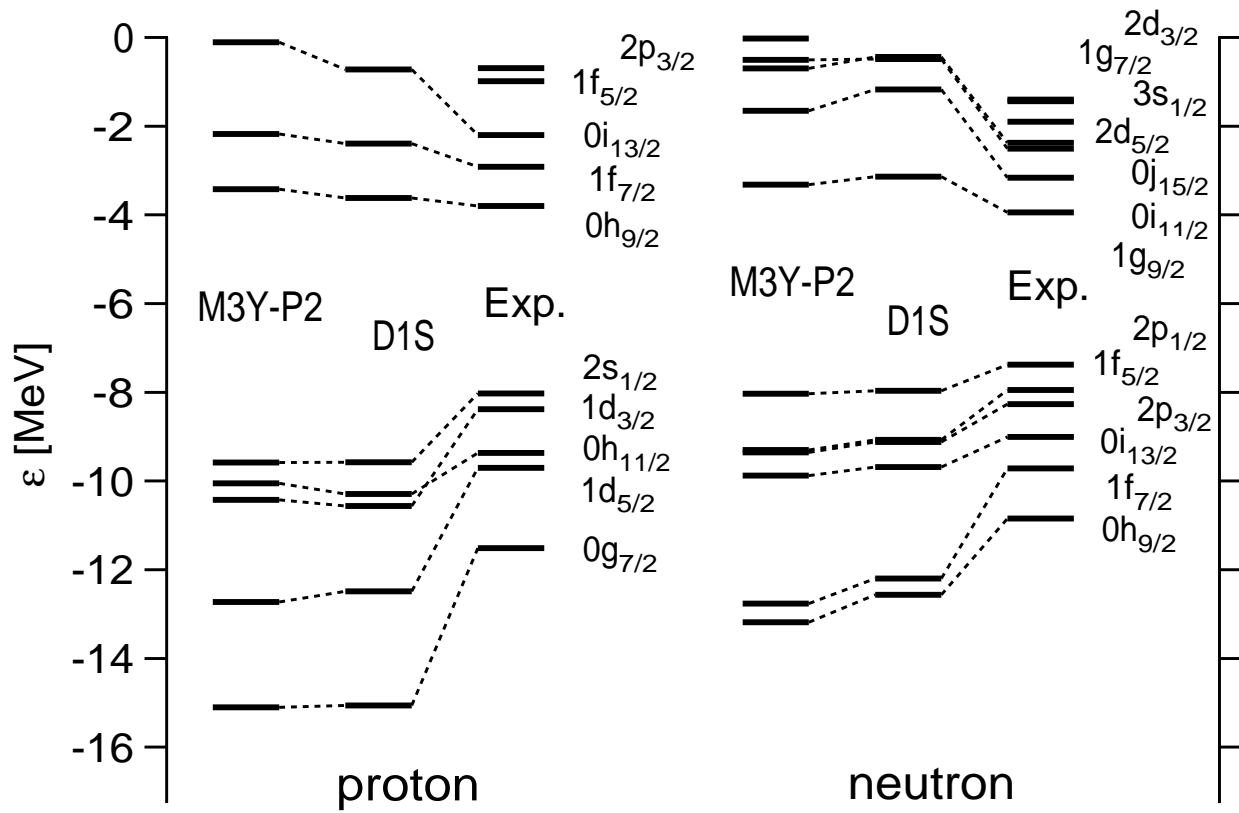 0
-2
-4
-6
-8
-10
-12
-14
-16
ε [MeV]
2p3/2
1f5/2
0i13/2
1f7/2
0h9/2
M3Y-P2
D1S
Exp.
2s1/2
1d3/2
0h11/2
1d5/2
0g7/2
proton
2d3/2
1g7/2
3s1/2
2d5/2
0j15/2
0i11/2
1g9/2
M3Y-P2
D1S
Exp.
2p1/2
1f5/2
2p3/2
0i13/2
1f7/2
0h9/2
neutron